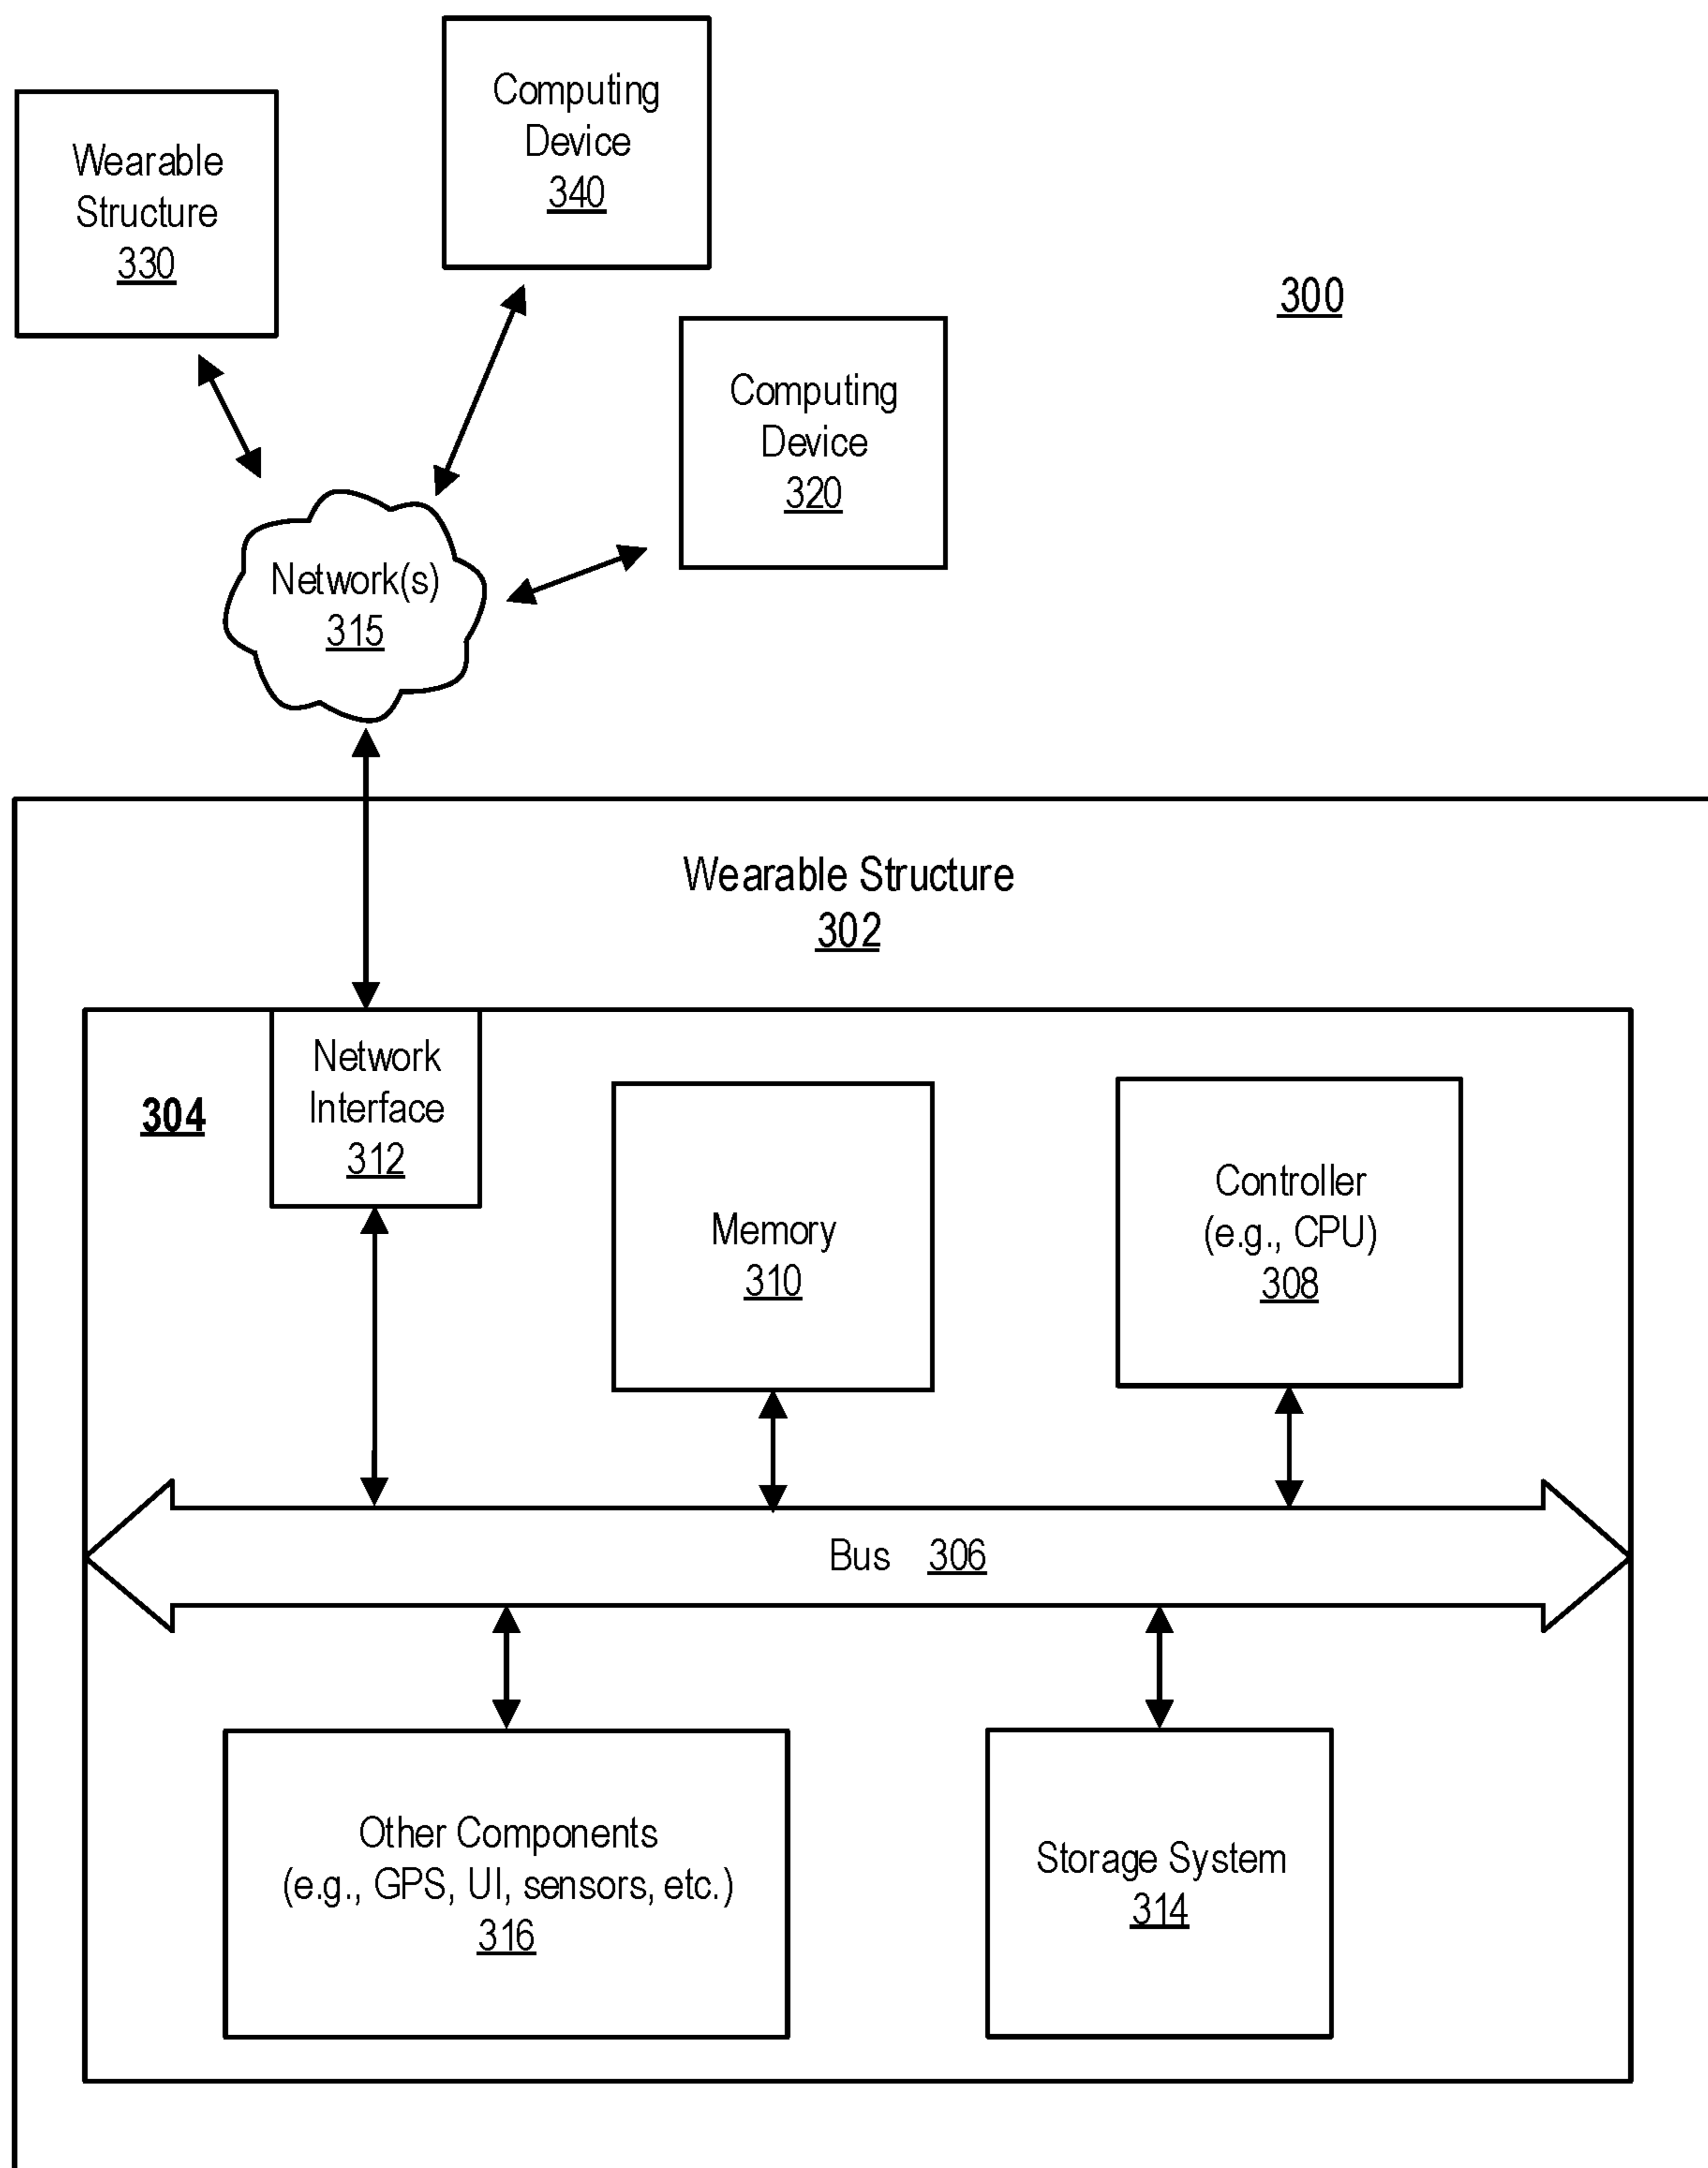 Computing
Device
340
Wearable
Structure
330
300
Computing
Device
320
Network(s)
315
Wearable Structure
302
304
Network
Interface
312
Memory
310
Controller
(e.g., CPU)
308
Bus 306
Other Components
(e.g., GPS, UI, sensors, etc.)
316
Storage System
314